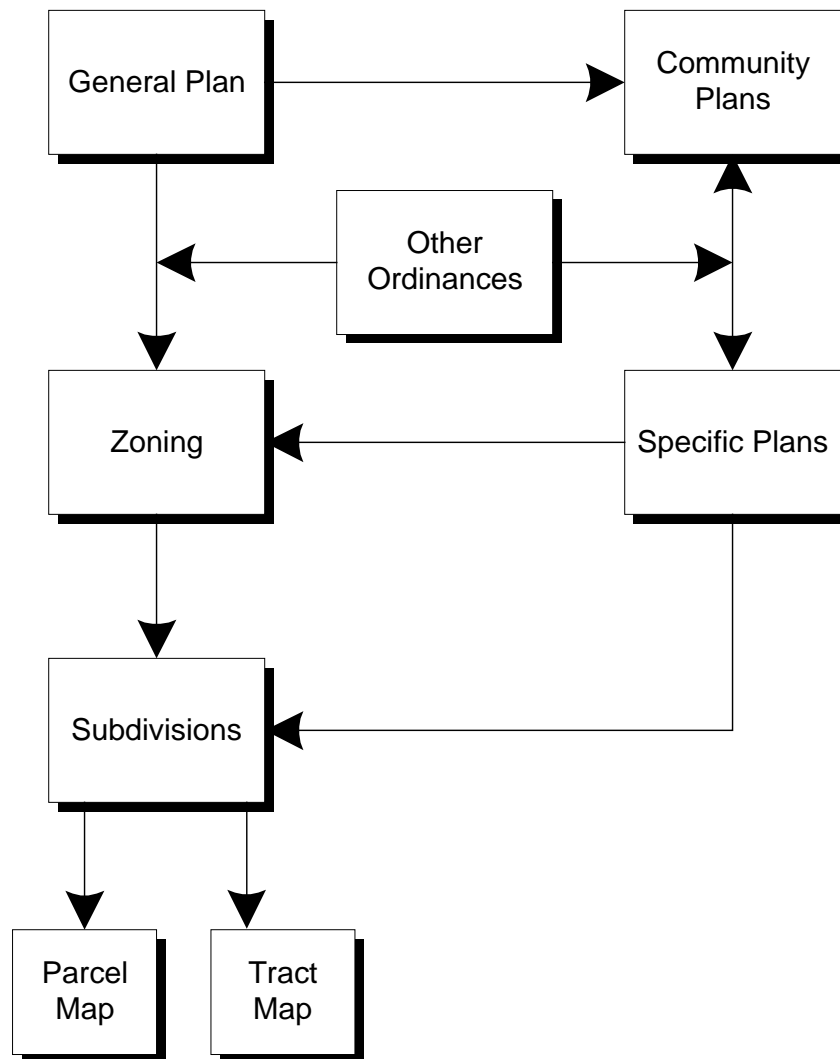 General Plan
Community
Plans
Other
Ordinances
Zoning
Specific Plans
Subdivisions
Parcel
Map
Tract
Map